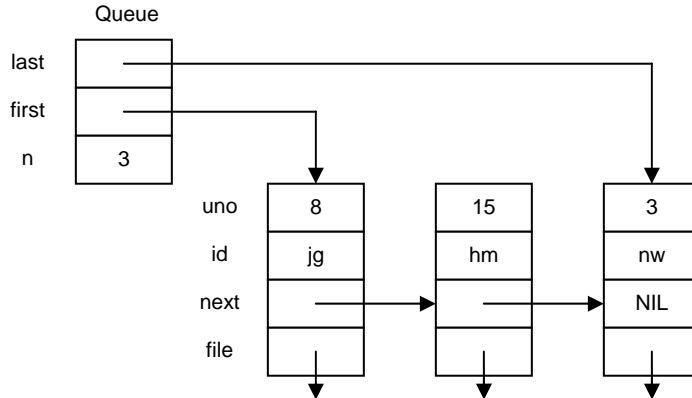 Queue
last
first
n 3
uno 8 15 3
id jg hm nw
next NIL
file